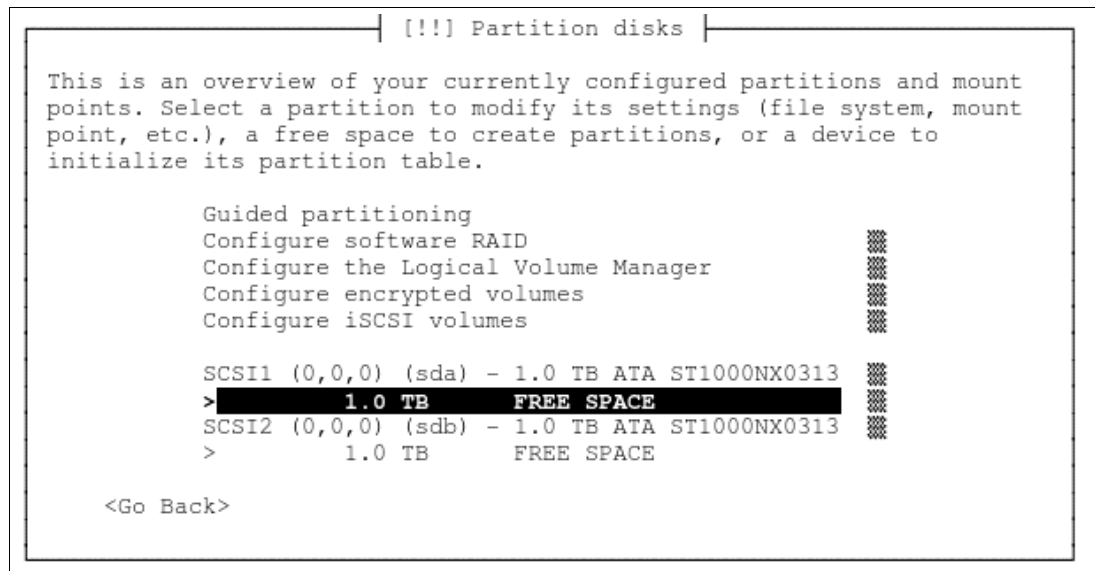 [!!] Partition disks
This is an overview of your currently configured partitions and mount
points. Select a partition to modify its settings (file system, mount
point, etc.), a free space to create partitions, or a device to
initialize its partition table.
Guided partitioning
Configure software RAID
Configure the Logical Volume Manager
Configure encrypted volumes
Configure iSCSI volumes
SCSI1 (0,0,0) (sda) - 1.0 TB ATA ST1000NX0313
> 1.0 TB FREE SPACE
SCSI2 (0,0,0) (sdb) - 1.0 TB ATA ST1000NX0313
> 1.0 TB FREE SPACE
<Go Back>